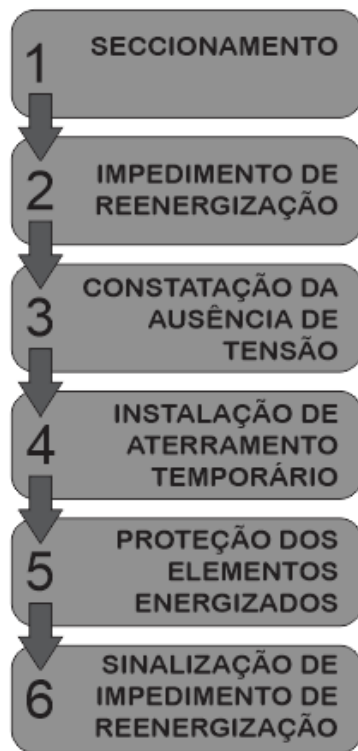 1
SECCIONAMENTO
2
IMPEDIMENTO DE
REENERGIZAÇÃO
3
CONSTATAÇÃO DA
AUSÊNCIA DE
TENSÃO
4
INSTALAÇÃO DE
ATERRAMENTO
TEMPORÁRIO
5
PROTEÇÃO DOS
ELEMENTOS
ENERGIZADOS
6
SINALIZAÇÃO DE
IMPEDIMENTO DE
REENERGIZAÇÃO